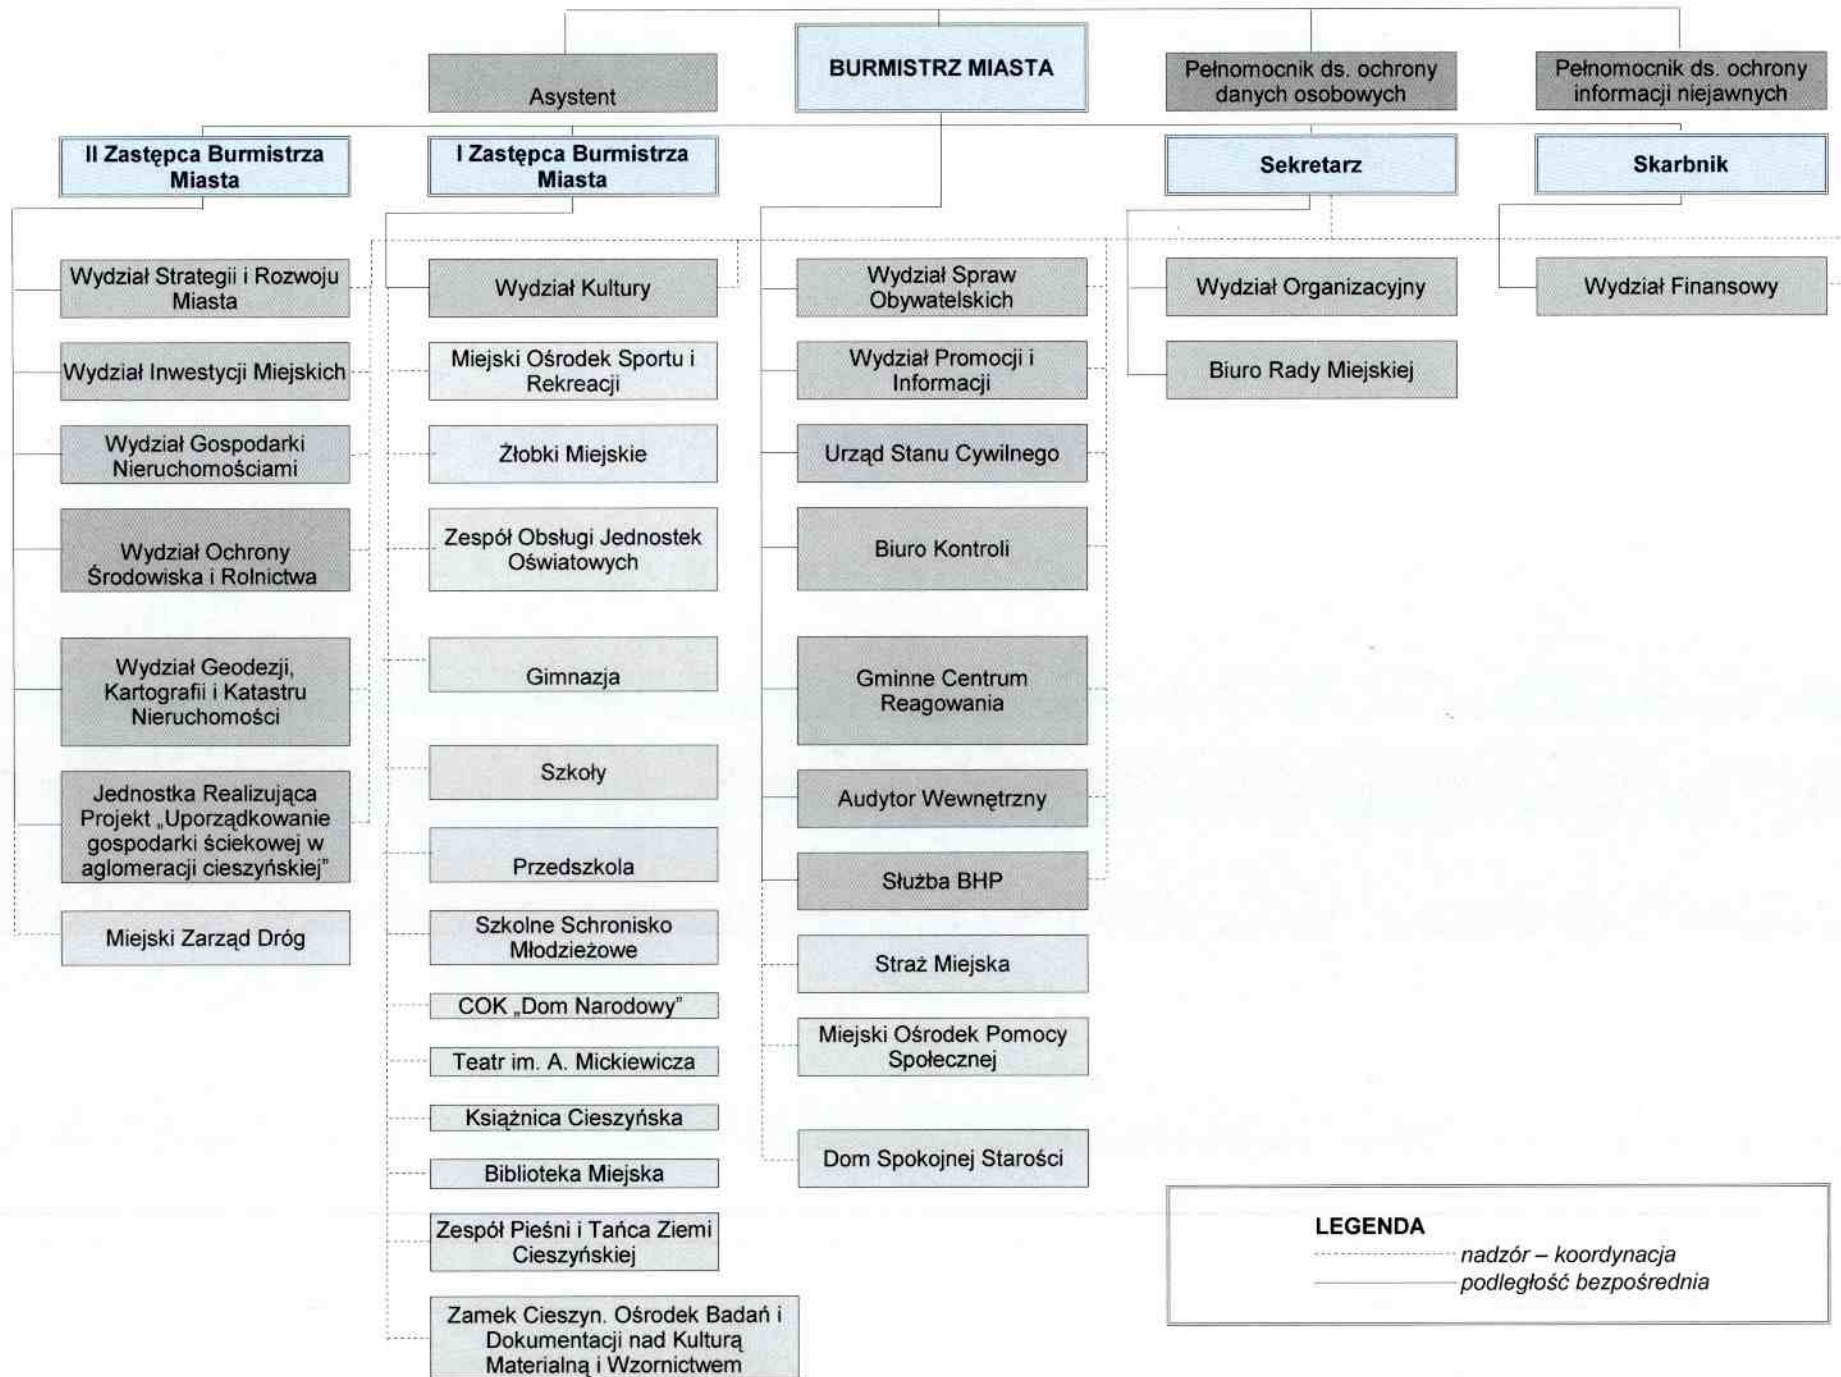 BURMISTRZ MIASTA
Asystent
Pełnomocnik ds. ochrony
danych osobowych
Pełnomocnik ds. ochrony
informacji niejawnych
II Zastępca Burmistrza
Miasta
I Zastępca Burmistrza
Miasta
Sekretarz
Skarbnik
Wydział Strategii i Rozwoju
Miasta
Wydział Inwestycji Miejskich
Wydział Gospodarki
Nieruchomościami
Wydział Ochrony
Środowiska i Rolnictwa
Wydział Geodezji,
Kartografii i Katastru
Nieruchomości
Jednostka Realizująca
Projekt „Uporządkowanie
gospodarki ściekowej w
aglomeracji cieszyńskiej”
Miejski Zarząd Dróg
Wydział Kultury
Miejski Ośrodek Sportu i
Rekreacji
Żłobki Miejskie
Zespół Obsługi Jednostek
Oświatowych
Gimnazja
Szkoły
Przedszkola
Szkolne Schronisko
Młodzieżowe
COK „Dom Narodowy”
Teatr im. A. Mickiewicza
Książnica Cieszyńska
Biblioteka Miejska
Zespół Pieśni i Tańca Ziemi
Cieszyńskiej
Zamek Cieszyn. Ośrodek Badań i
Dokumentacji nad Kulturą
Materialną i Wzornictwem
Wydział Spraw
Obywatelskich
Wydział Promocji i
Informacji
Urząd Stanu Cywilnego
Biuro Kontroli
Gminne Centrum
Reagowania
Audytor Wewnętrzny
Służba BHP
Straż Miejska
Miejski Ośrodek Pomocy
Społecznej
Dom Spokojnej Starości
Wydział Organizacyjny
Biuro Rady Miejskiej
Wydział Finansowy
LEGENDA
nadzór – koordynacja
podległość bezpośrednia